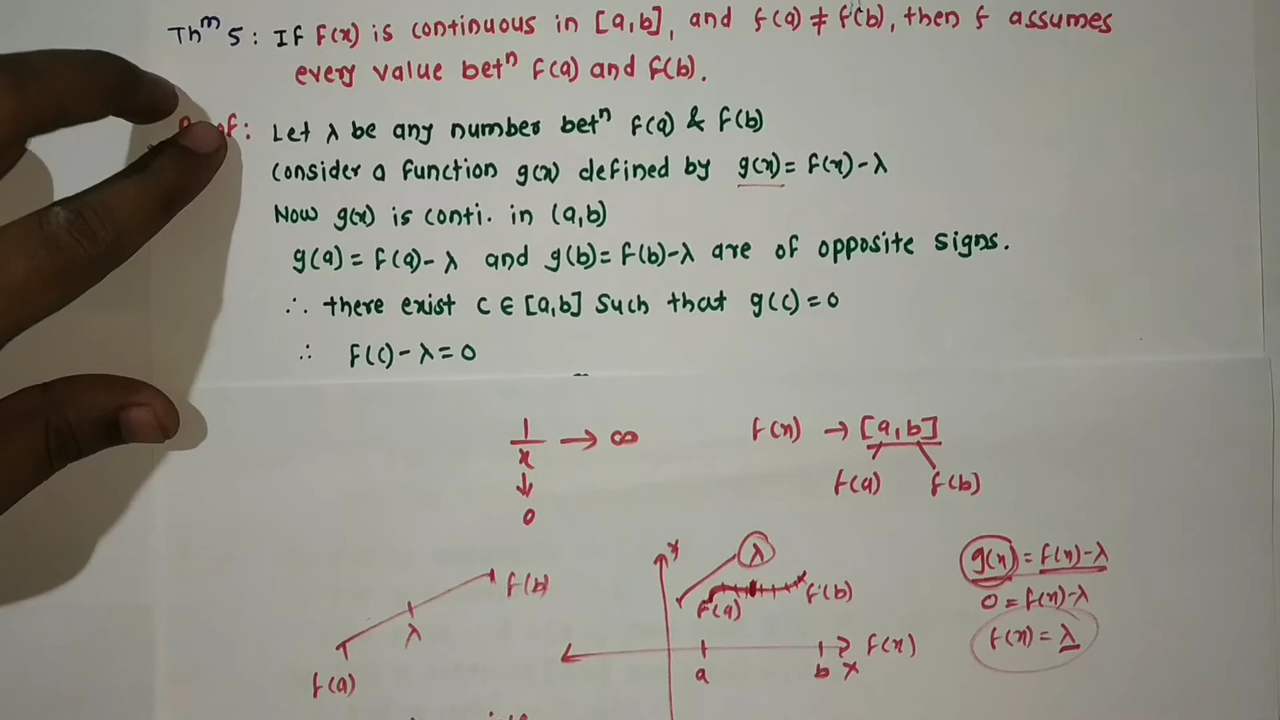 Thᵐ 5: If f(x) is continuous in [a,b], and f(a) ≠ f(b), then f assumes
every value betⁿ f(a) and f(b).
Let λ be any number betⁿ f(a) & f(b)
Consider a function g(x) defined by g(x) = f(x)-λ
Now g(x) is conti. in (a,b)
g(a) = f(a)-λ and g(b) = f(b)-λ are of opposite signs.
∴ there exist c ∈ [a,b] such that g(c) = 0
∴ f(c)-λ = 0
1/x → ∞
↓
0
f(x) → [a,b]
f(a) f(b)
f(a) λ f(b)
λ
f(a) f(b)
a b x f(x)
g(x) = f(x)-λ
0 = f(x)-λ
f(x) = λ